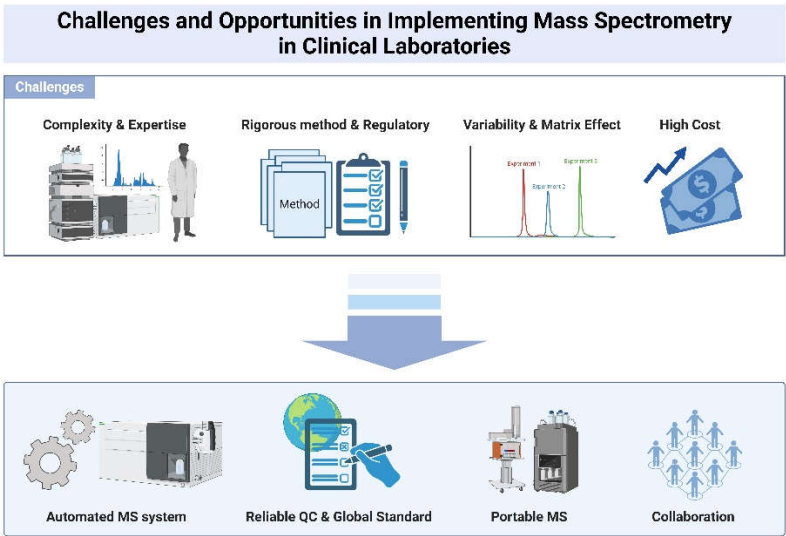 Challenges and Opportunities in Implementing Mass Spectrometry
in Clinical Laboratories
Challenges
Complexity & Expertise
Rigorous method & Regulatory
Variability & Matrix Effect
High Cost
Method
Experiment 1
Experiment 2
Experiment 3
$
$
Automated MS system
Reliable QC & Global Standard
Portable MS
Collaboration